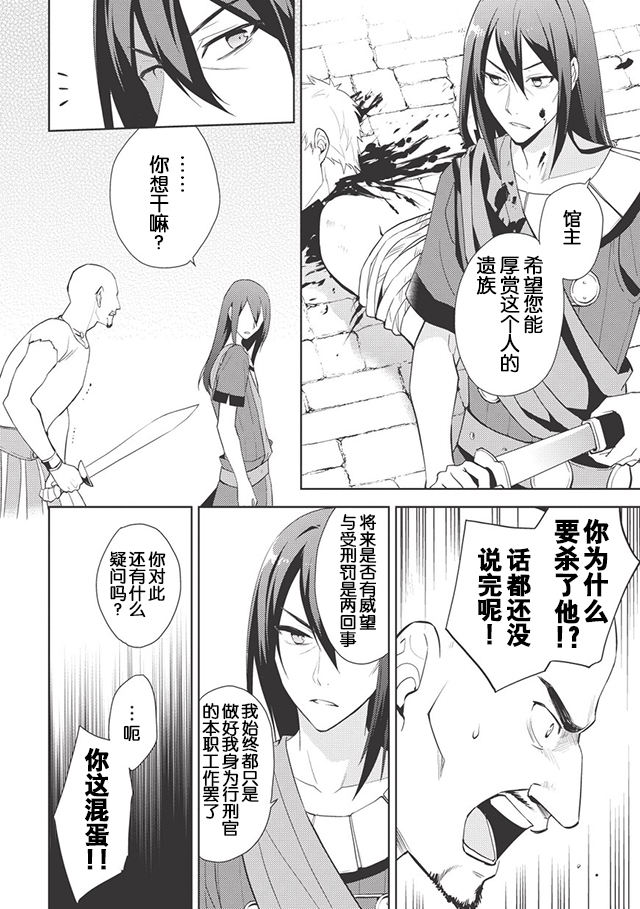 馆主
希望您能
厚赏这个人的
遗族
……
你想干嘛?
你为什么
要杀了他!?
话都还没
说完呢!
将来是否有威望
与受刑罚是两回事
我始终都只是
做好我身为行刑官
的本职工作罢了
你对此
还有什么
疑问吗?
…呃
你这混蛋!!